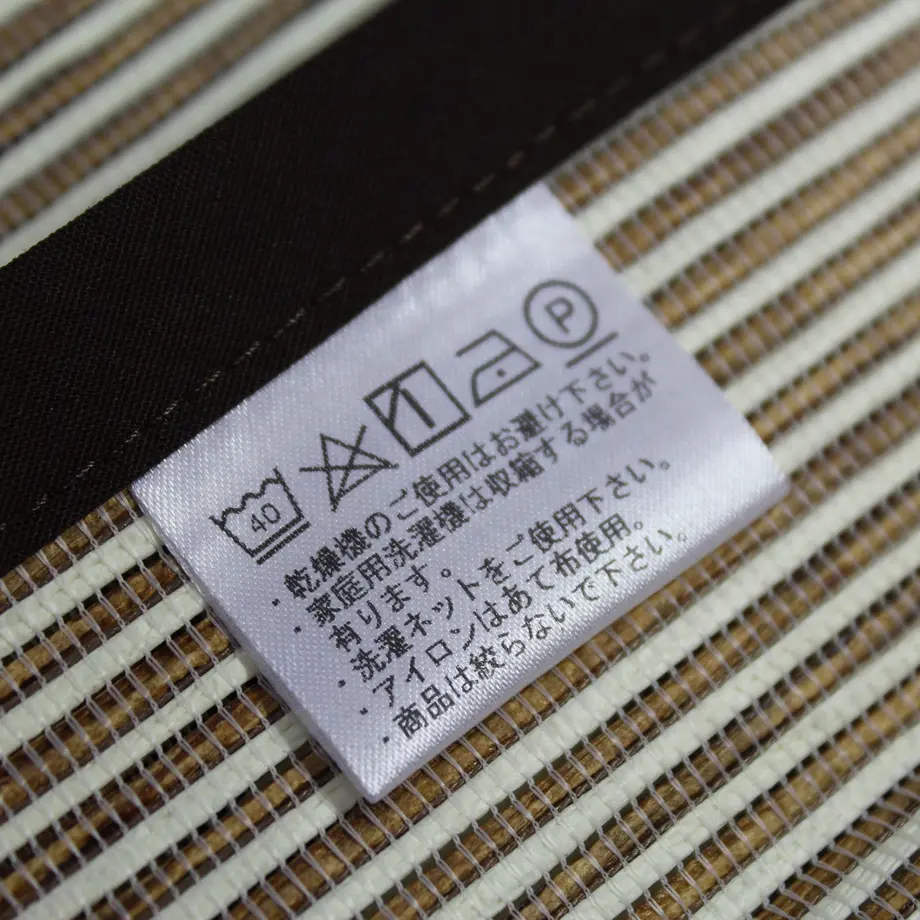 40
P
・乾燥機のご使用はお避け下さい。
・家庭用洗濯機は収縮する場合が
有ります。
・洗濯ネットをご使用下さい。
・アイロンはあて布使用。
・商品は絞らないで下さい。